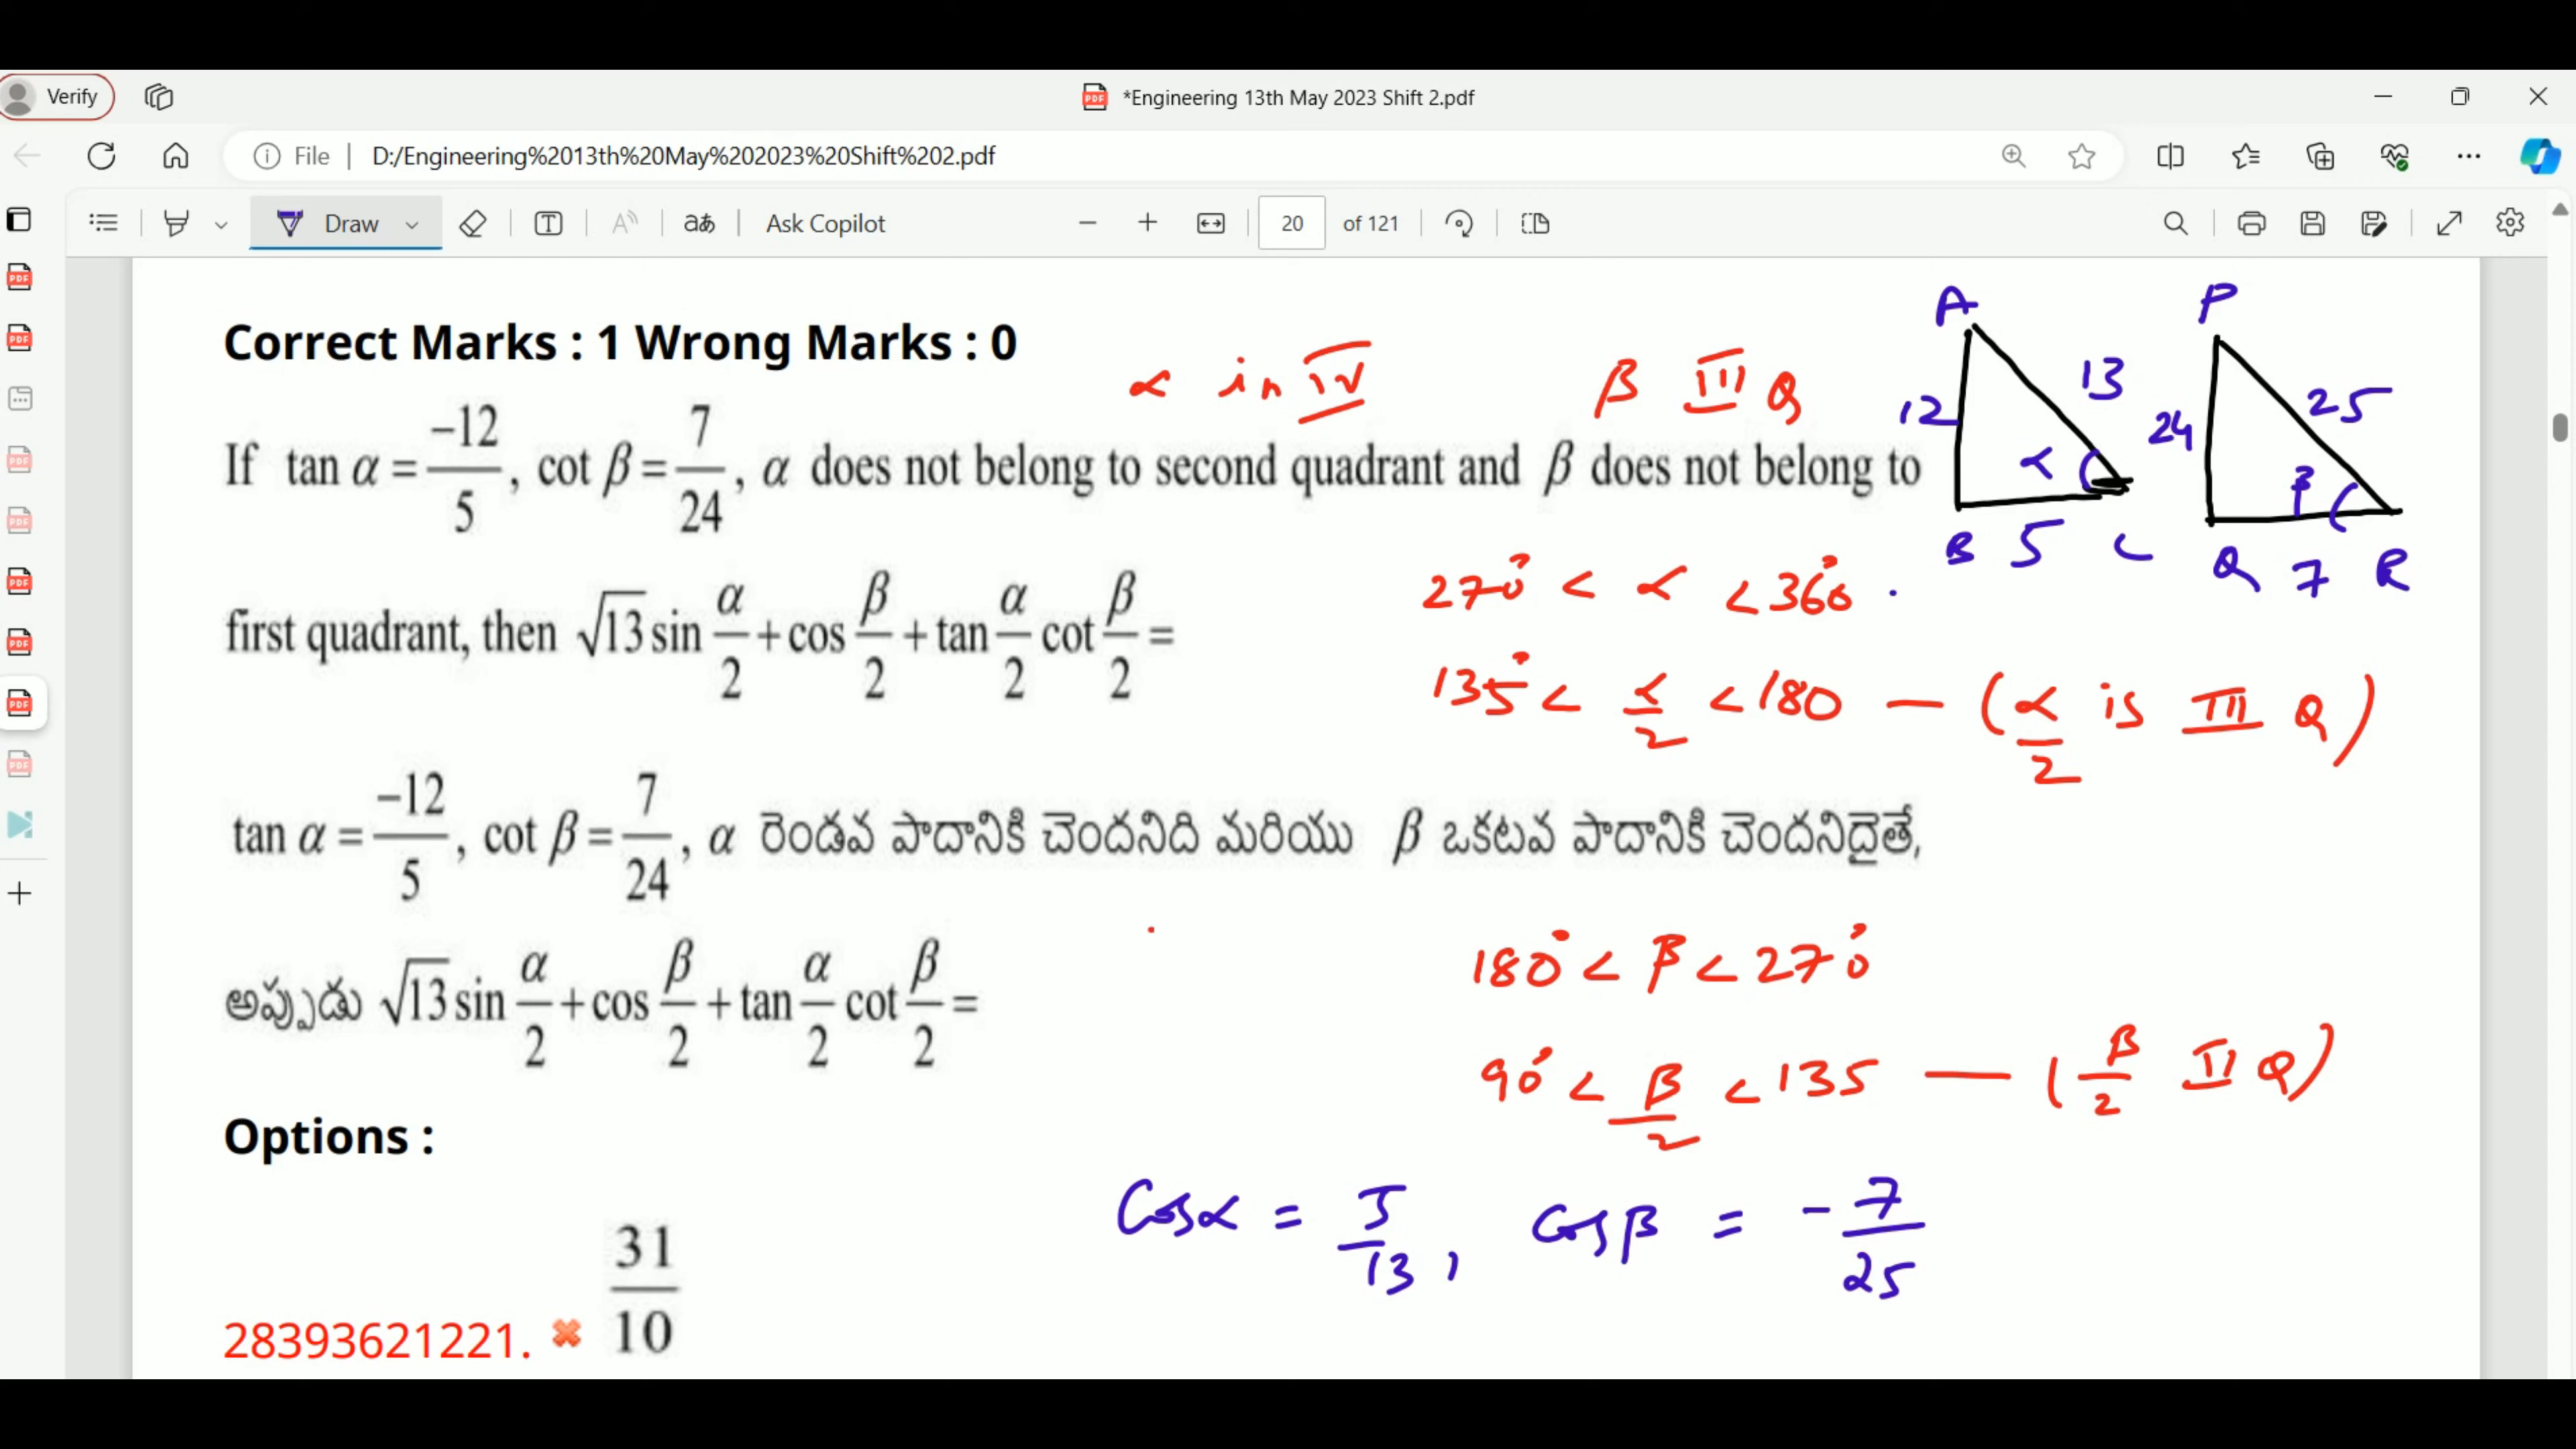 Verify
*Engineering 13th May 2023 Shift 2.pdf
File | D:/Engineering%2013th%20May%202023%20Shift%202.pdf
Draw
aあ
Ask Copilot
20 of 121
Correct Marks : 1 Wrong Marks : 0
α in IV
β III Q
If tan α = -12/5, cot β = 7/24, α does not belong to second quadrant and β does not belong to
first quadrant, then √13 sin α/2 + cos β/2 + tan α/2 cot β/2 =
A
12
13
α
B 5 C
P
24
25
β
Q 7 R
270° < α < 360°.
135° < α/2 < 180 — (α/2 is III Q)
tan α = -12/5, cot β = 7/24, α రెండవ పాదానికి చెందనిది మరియు β ఒకటవ పాదానికి చెందనిదైతే,
అప్పుడు √13 sin α/2 + cos β/2 + tan α/2 cot β/2 =
180° < β < 270°
90° < β/2 < 135 — (β/2 II Q)
Options :
Cosα = 5/13, Cosβ = -7/25
28393621221. ✖ 31/10